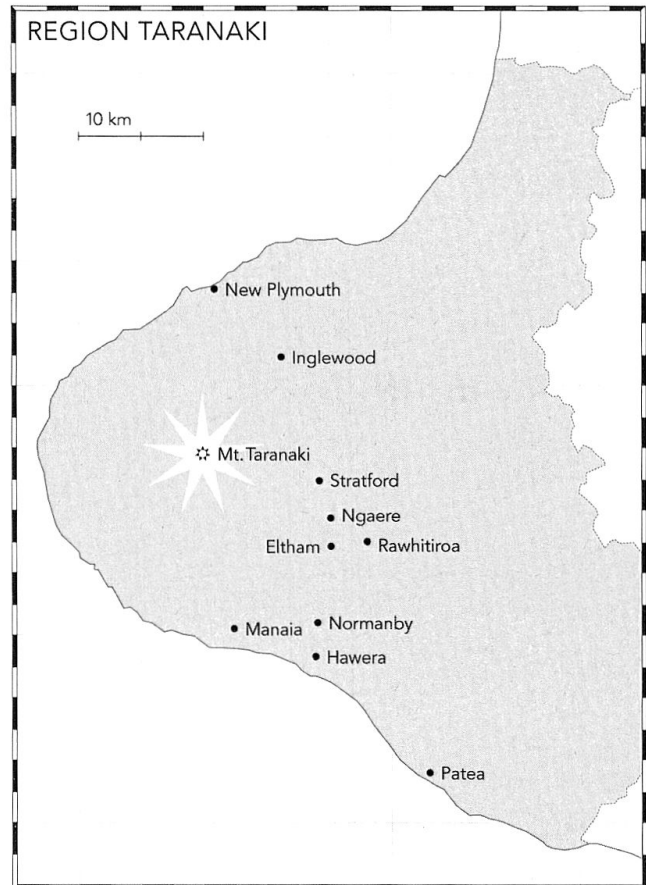 REGION TARANAKI
10 km
New Plymouth
Inglewood
Mt. Taranaki
Stratford
Ngaere
Eltham
Rawhitiroa
Manaia
Normanby
Hawera
Patea